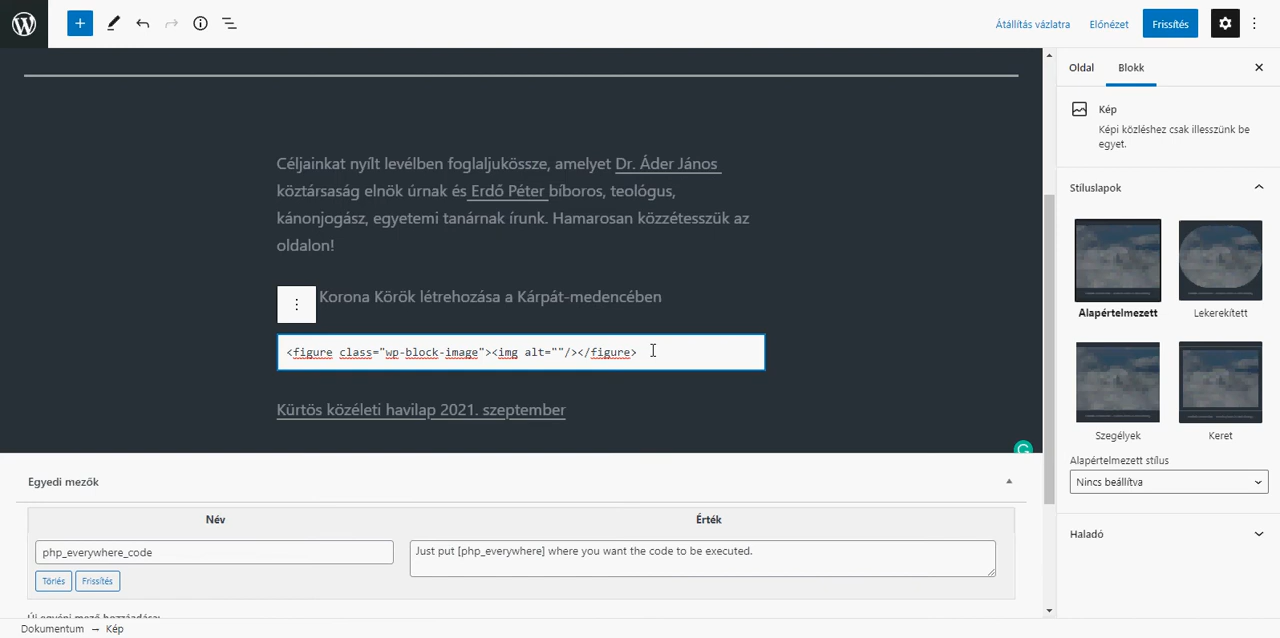 Átállítás vázlatra
Előnézet
Frissítés
Céljainkat nyílt levélben foglaljukössze, amelyet Dr. Áder János
köztársaság elnök úrnak és Erdő Péter bíboros, teológus,
kánonjogász, egyetemi tanárnak írunk. Hamarosan közzétesszük az
oldalon!
Korona Körök létrehozása a Kárpát-medencében
<figure class="wp-block-image"><img alt=""/></figure>
Kürtös közéleti havilap 2021. szeptember
Egyedi mezők
Név
Érték
php_everywhere_code
Just put [php_everywhere] where you want the code to be executed.
Törlés
Frissítés
Új egyéni mező hozzáadása:
Dokumentum → Kép
Oldal
Blokk
Kép
Képi közléshez csak illesszünk be
egyet.
Stíluslapok
Alapértelmezett
Lekerekített
Szegélyek
Keret
Alapértelmezett stílus
Nincs beállítva
Haladó